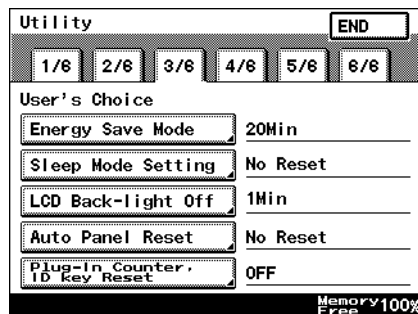 Utility
END
1/6 2/6 3/6 4/6 5/6 6/6
User's Choice
Energy Save Mode 20Min
Sleep Mode Setting No Reset
LCD Back-light Off 1Min
Auto Panel Reset No Reset
Plug-In Counter,
ID key Reset OFF
Memory
Free 100%